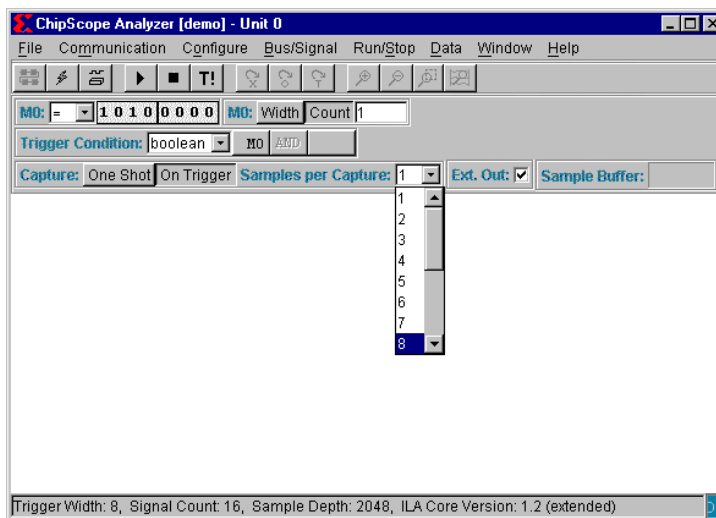 ChipScope Analyzer [demo] - Unit 0
File Communication Configure Bus/Signal Run/Stop Data Window Help
T! X O T
M0: = 1 0 1 0 0 0 0 0 M0: Width Count 1
Trigger Condition: boolean M0 AND
Capture: One Shot On Trigger Samples per Capture: 1 Ext. Out: Sample Buffer:
1
2
3
4
5
6
7
8
Trigger Width: 8, Signal Count: 16, Sample Depth: 2048, ILA Core Version: 1.2 (extended)